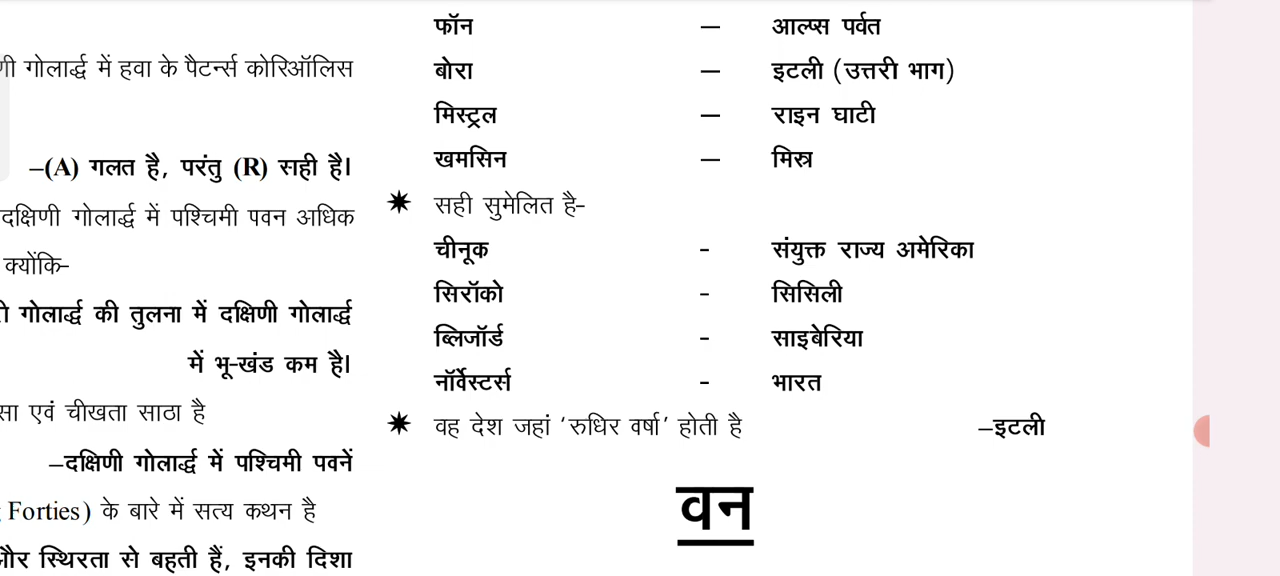 णी गोलार्द्ध में हवा के पैटर्न्स कोरिऑलिस
–(A) गलत है, परंतु (R) सही है।
दक्षिणी गोलार्द्ध में पश्चिमी पवन अधिक
क्योंकि–
गोलार्द्ध की तुलना में दक्षिणी गोलार्द्ध
में भू-खंड कम है।
सा एवं चीखता साठा है
–दक्षिणी गोलार्द्ध में पश्चिमी पवनें
Forties) के बारे में सत्य कथन है
और स्थिरता से बहती हैं, इनकी दिशा
फॉन – आल्प्स पर्वत
बोरा – इटली (उत्तरी भाग)
मिस्ट्रल – राइन घाटी
खमसिन – मिस्र
✷ सही सुमेलित है-
चीनूक - संयुक्त राज्य अमेरिका
सिरॉको - सिसिली
ब्लिजॉर्ड - साइबेरिया
नॉर्वेस्टर्स - भारत
✷ वह देश जहां ‘रुधिर वर्षा’ होती है –इटली
वन